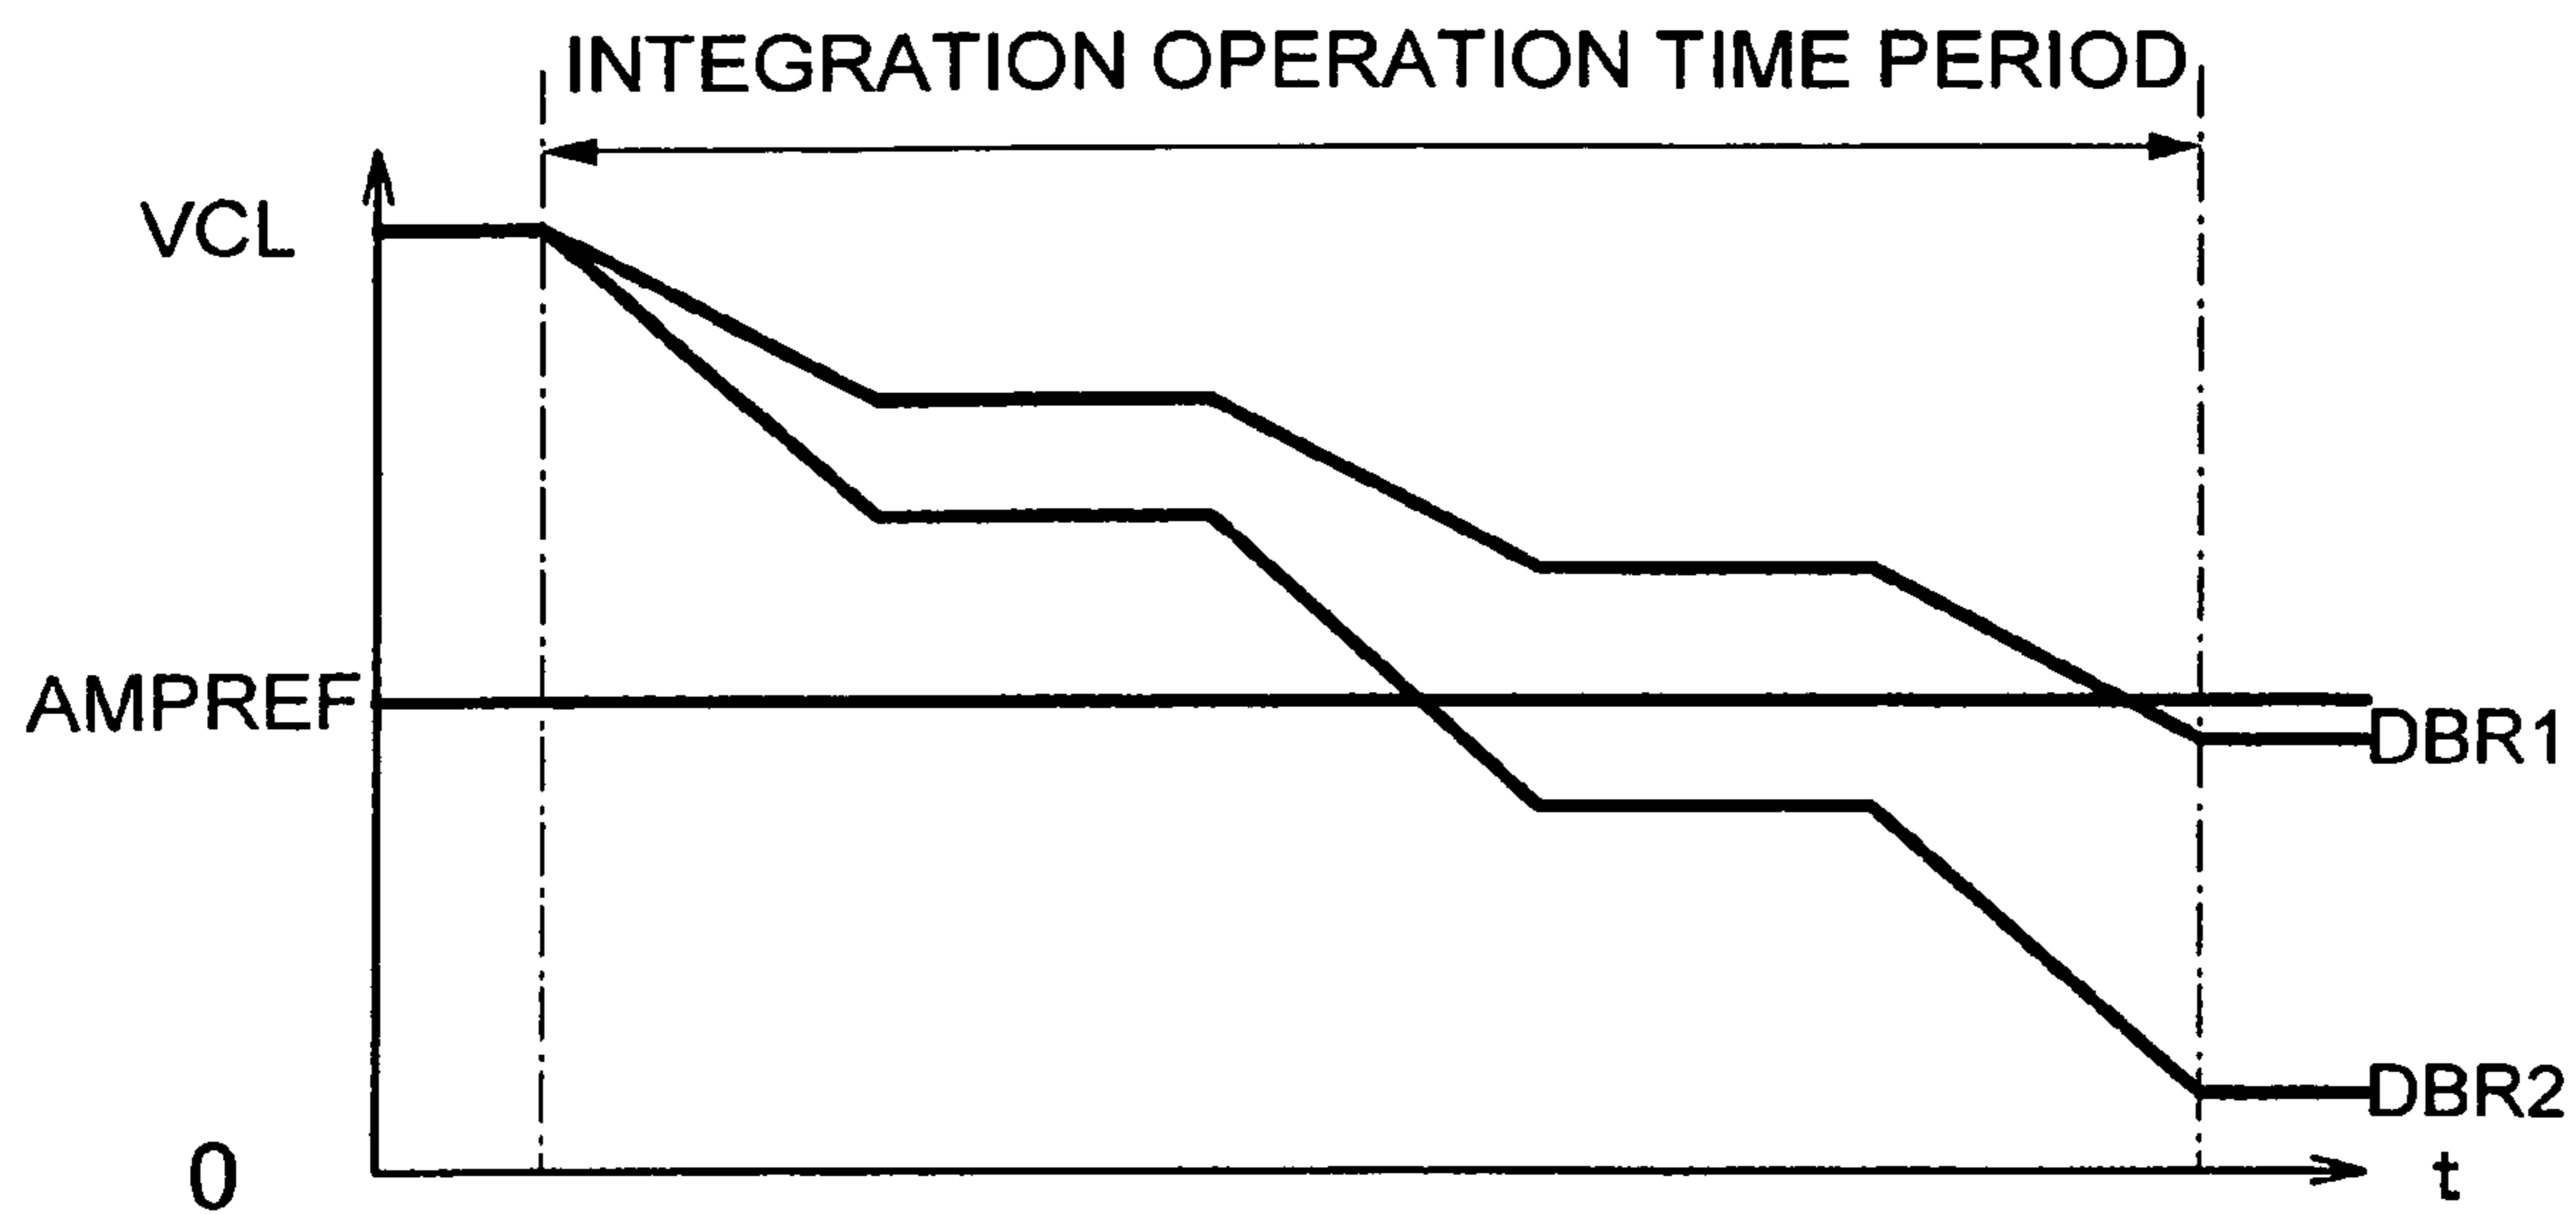 INTEGRATION OPERATION TIME PERIOD
VCL
AMPREF
DBR1
DBR2
0
t